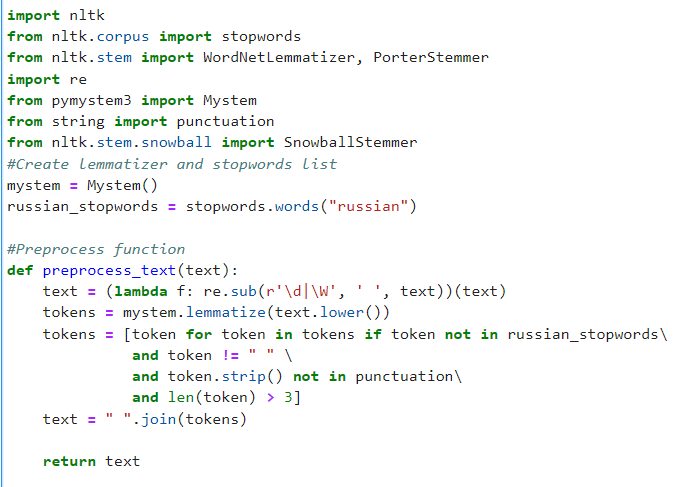 import nltk
from nltk.corpus import stopwords
from nltk.stem import WordNetLemmatizer, PorterStemmer
import re
from pymystem3 import Mystem
from string import punctuation
from nltk.stem.snowball import SnowballStemmer
#Create lemmatizer and stopwords list
mystem = Mystem()
russian_stopwords = stopwords.words("russian")

#Preprocess function
def preprocess_text(text):
    text = (lambda f: re.sub(r'\d|\W', ' ', text))(text)
    tokens = mystem.lemmatize(text.lower())
    tokens = [token for token in tokens if token not in russian_stopwords\
             and token != " " \
             and token.strip() not in punctuation\
             and len(token) > 3]
    text = " ".join(tokens)

    return text